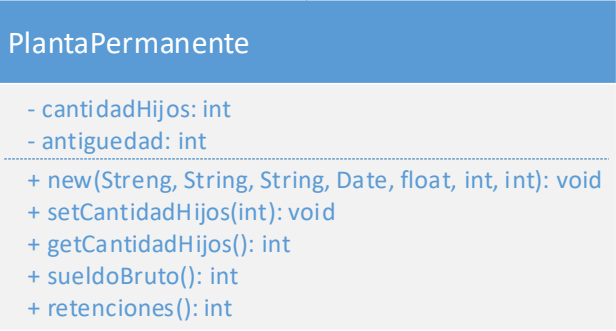 PlantaPermanente
- cantidadHijos: int
- antiguedad: int
+ new(Streng, String, String, Date, float, int, int): void
+ setCantidadHijos(int): void
+ getCantidadHijos(): int
+ sueldoBruto(): int
+ retenciones(): int